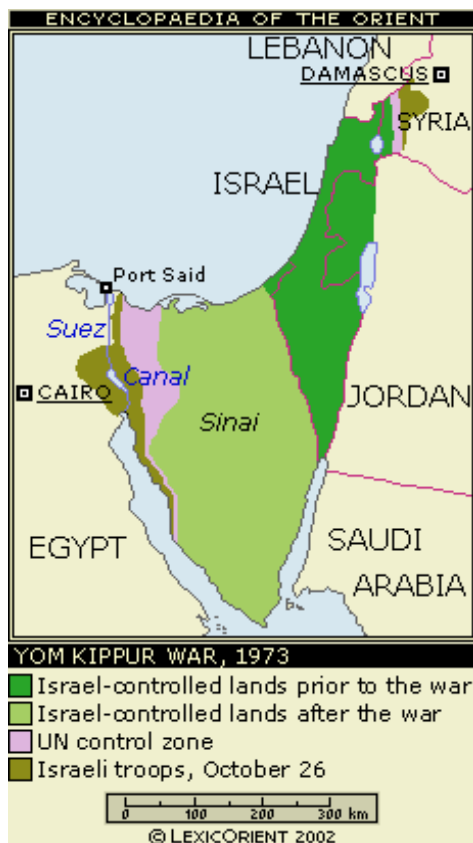 ENCYCLOPAEDIA OF THE ORIENT
LEBANON
DAMASCUS
SYRIA
ISRAEL
Port Said
Suez
Canal
CAIRO
JORDAN
Sinai
EGYPT
SAUDI
ARABIA
YOM KIPPUR WAR, 1973
Israel-controlled lands prior to the war
Israel-controlled lands after the war
UN control zone
Israeli troops, October 26
0 100 200 300 km
© LEXICORIENT 2002